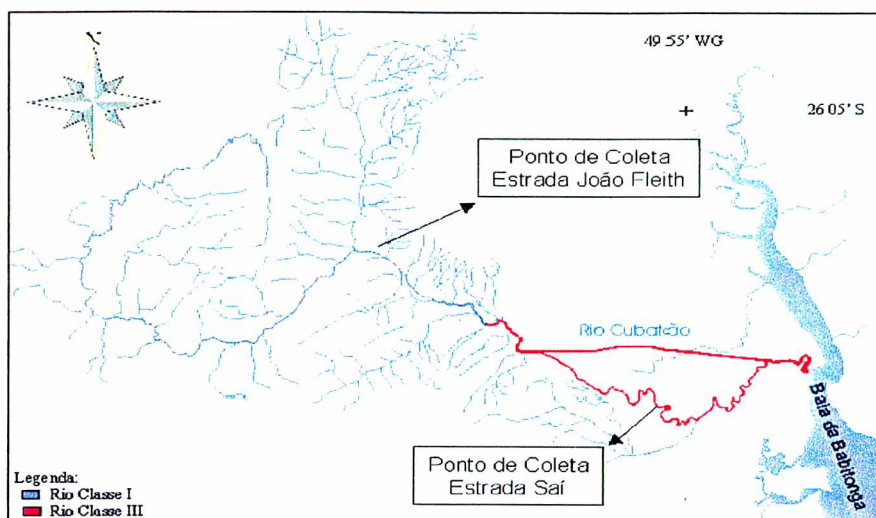 N
49 55' WG
26 05' S
Ponto de Coleta
Estrada João Fleith
Rio Cubatão
Baia da Babitonga
Ponto de Coleta
Estrada Saí
Legenda:
Rio Classe I
Rio Classe III